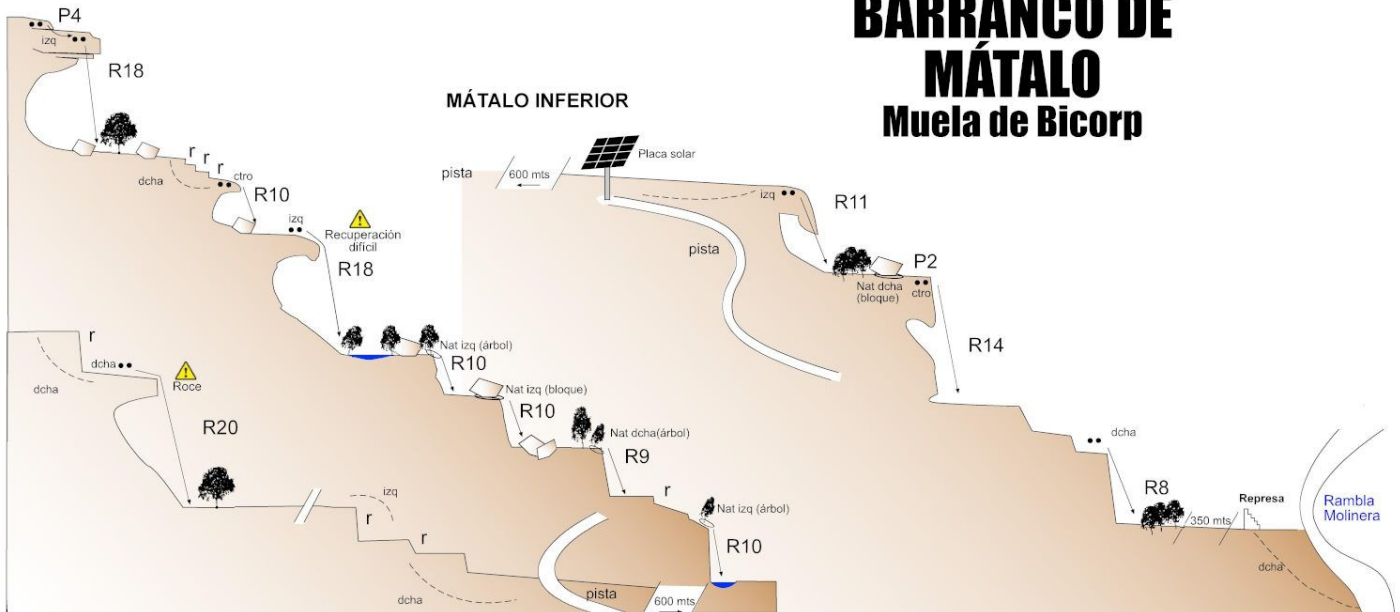 BARRANCO DE
MÁTALO
Muela de Bicorp
MÁTALO INFERIOR
P4
izq
R18
r
r
r
dcha
ctro
R10
izq
Recuperación
difícil
R18
Nat izq (árbol)
R10
Nat izq (bloque)
R10
Nat dcha(árbol)
R9
r
Nat izq (árbol)
R10
r
dcha
dcha
Roce
R20
izq
r
r
dcha
pista
600 mts
pista
600 mts
Placa solar
pista
izq
R11
P2
Nat dcha
(bloque)
ctro
R14
dcha
R8
350 mts
Represa
dcha
Rambla
Molinera